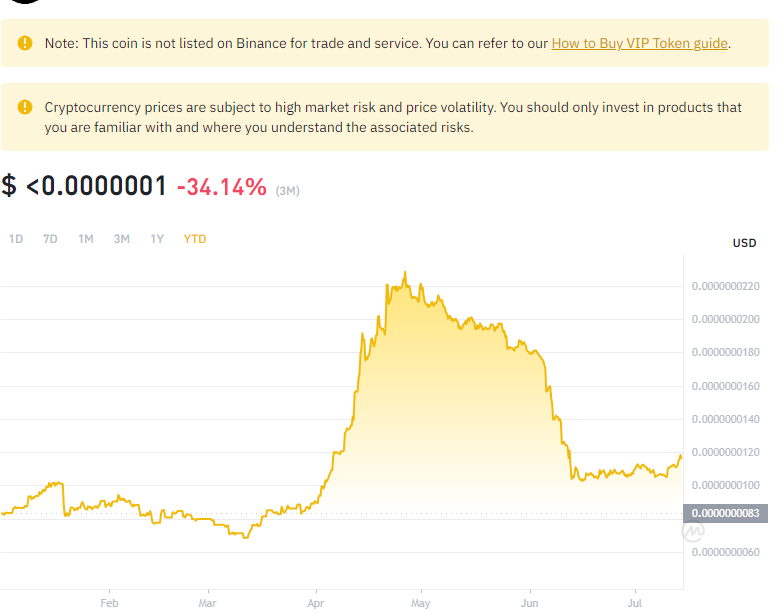 Note: This coin is not listed on Binance for trade and service. You can refer to our How to Buy VIP Token guide.
Cryptocurrency prices are subject to high market risk and price volatility. You should only invest in products that
you are familiar with and where you understand the associated risks.
$ <0.0000001 -34.14% (3M)
1D 7D 1M 3M 1Y YTD
USD
0.0000000220
0.0000000200
0.0000000180
0.0000000160
0.0000000140
0.0000000120
0.0000000100
0.0000000083
0.0000000060
Feb Mar Apr May Jun Jul